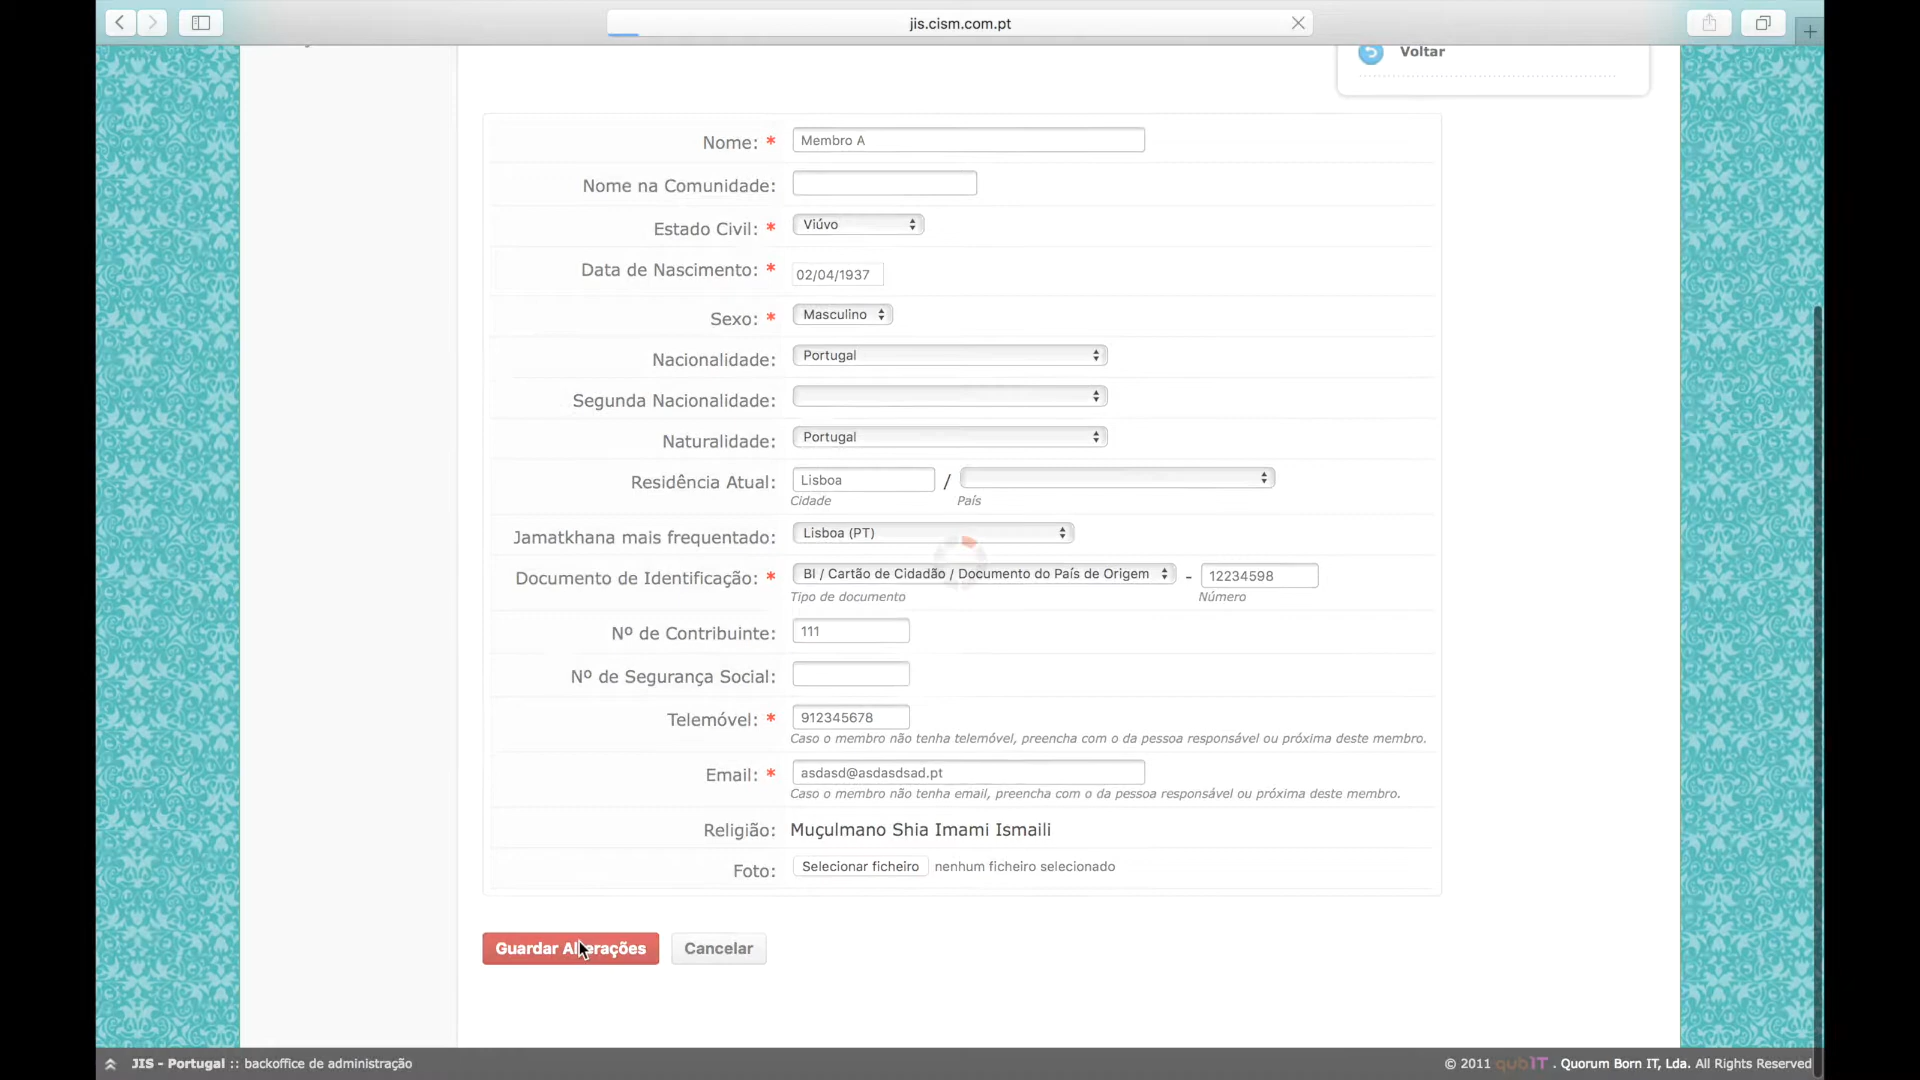 jis.cism.com.pt
Voltar
Nome: * Membro A
Nome na Comunidade:
Estado Civil: * Viúvo
Data de Nascimento: * 02/04/1937
Sexo: * Masculino
Nacionalidade: Portugal
Segunda Nacionalidade:
Naturalidade: Portugal
Residência Atual: Lisboa /
Cidade País
Jamatkhana mais frequentado: Lisboa (PT)
Documento de Identificação: * BI / Cartão de Cidadão / Documento do País de Origem - 12234598
Tipo de documento Número
Nº de Contribuinte: 111
Nº de Segurança Social:
Telemóvel: * 912345678
Caso o membro não tenha telemóvel, preencha com o da pessoa responsável ou próxima deste membro.
Email: * asdasd@asdasdsad.pt
Caso o membro não tenha email, preencha com o da pessoa responsável ou próxima deste membro.
Religião: Muçulmano Shia Imami Ismaili
Foto: Selecionar ficheiro nenhum ficheiro selecionado
Guardar Alterações Cancelar
JIS - Portugal :: backoffice de administração © 2011 qubIT . Quorum Born IT, Lda. All Rights Reserved